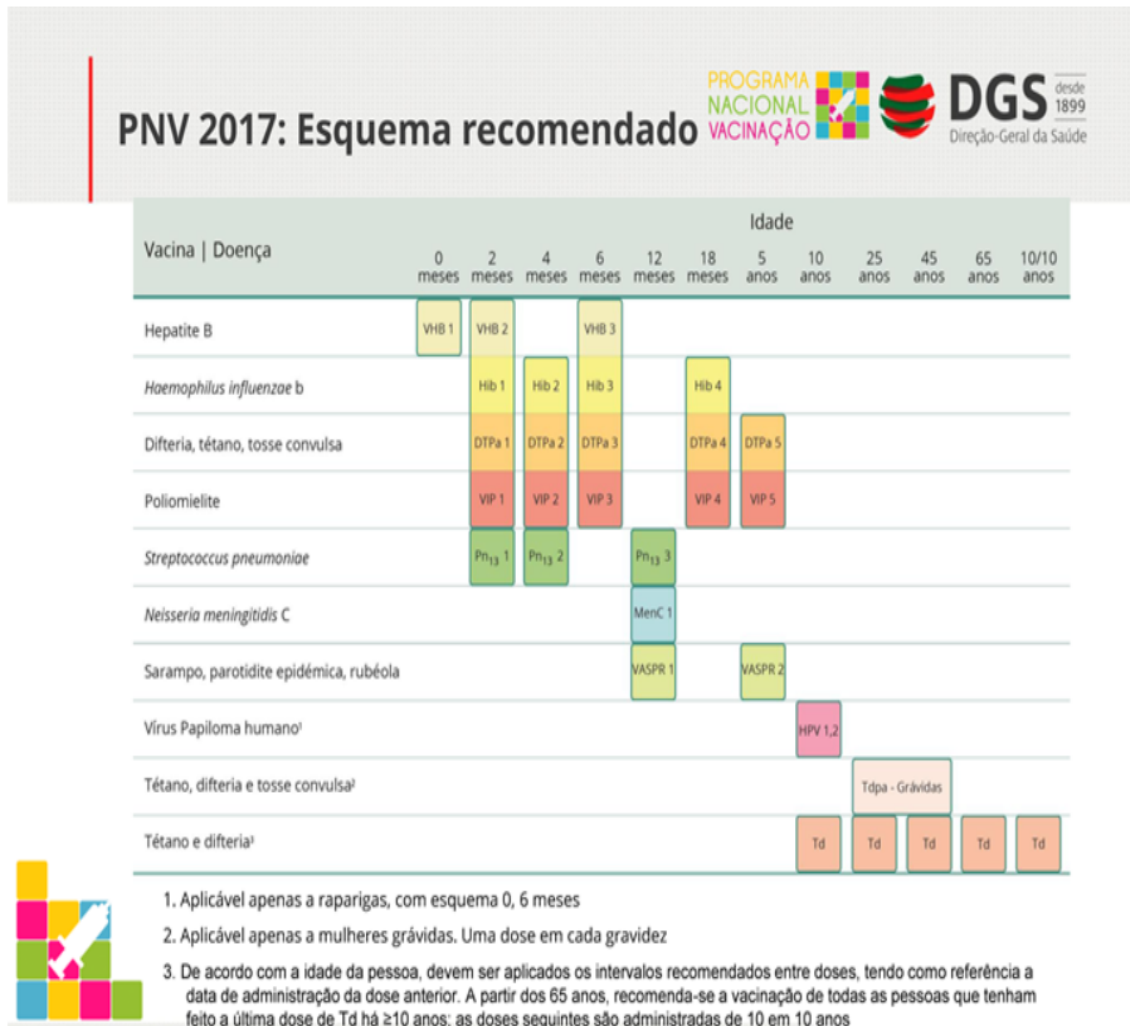 PNV 2017: Esquema recomendado
PROGRAMA
NACIONAL
VACINAÇÃO
DGS desde
1899
Direção-Geral da Saúde
Idade
Vacina | Doença
0 2 4 6 12 18 5 10 25 45 65 10/10
meses meses meses meses meses meses anos anos anos anos anos anos
Hepatite B VHB 1 VHB 2 VHB 3
Haemophilus influenzae b Hib 1 Hib 2 Hib 3 Hib 4
Difteria, tétano, tosse convulsa DTPa 1 DTPa 2 DTPa 3 DTPa 4 DTPa 5
Poliomielite VIP 1 VIP 2 VIP 3 VIP 4 VIP 5
Streptococcus pneumoniae Pn₁₃ 1 Pn₁₃ 2 Pn₁₃ 3
Neisseria meningitidis C MenC 1
Sarampo, parotidite epidémica, rubéola VASPR 1 VASPR 2
Vírus Papiloma humano¹ HPV 1,2
Tétano, difteria e tosse convulsa² Tdpa - Grávidas
Tétano e difteria³ Td Td Td Td Td
1. Aplicável apenas a raparigas, com esquema 0, 6 meses
2. Aplicável apenas a mulheres grávidas. Uma dose em cada gravidez
3. De acordo com a idade da pessoa, devem ser aplicados os intervalos recomendados entre doses, tendo como referência a
data de administração da dose anterior. A partir dos 65 anos, recomenda-se a vacinação de todas as pessoas que tenham
feito a última dose de Td há ≥10 anos; as doses seguintes são administradas de 10 em 10 anos